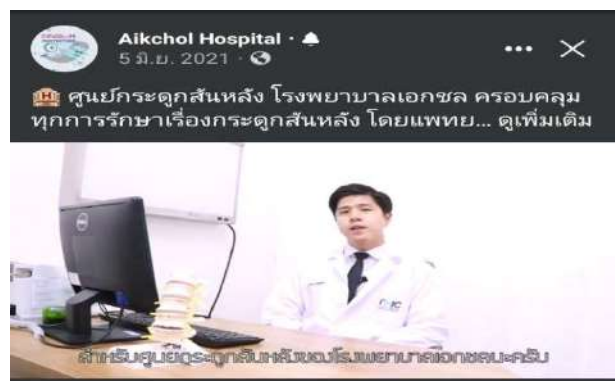 Aikchol Hospital
5 มิ.ย. 2021
ศูนย์กระดูกสันหลัง โรงพยาบาลเอกชล ครอบคลุม
ทุกการรักษาเรื่องกระดูกสันหลัง โดยแพทย... ดูเพิ่มเติม
DELL
สำหรับศูนย์กระดูกสันหลังของโรงพยาบาลเอกชลนะครับ